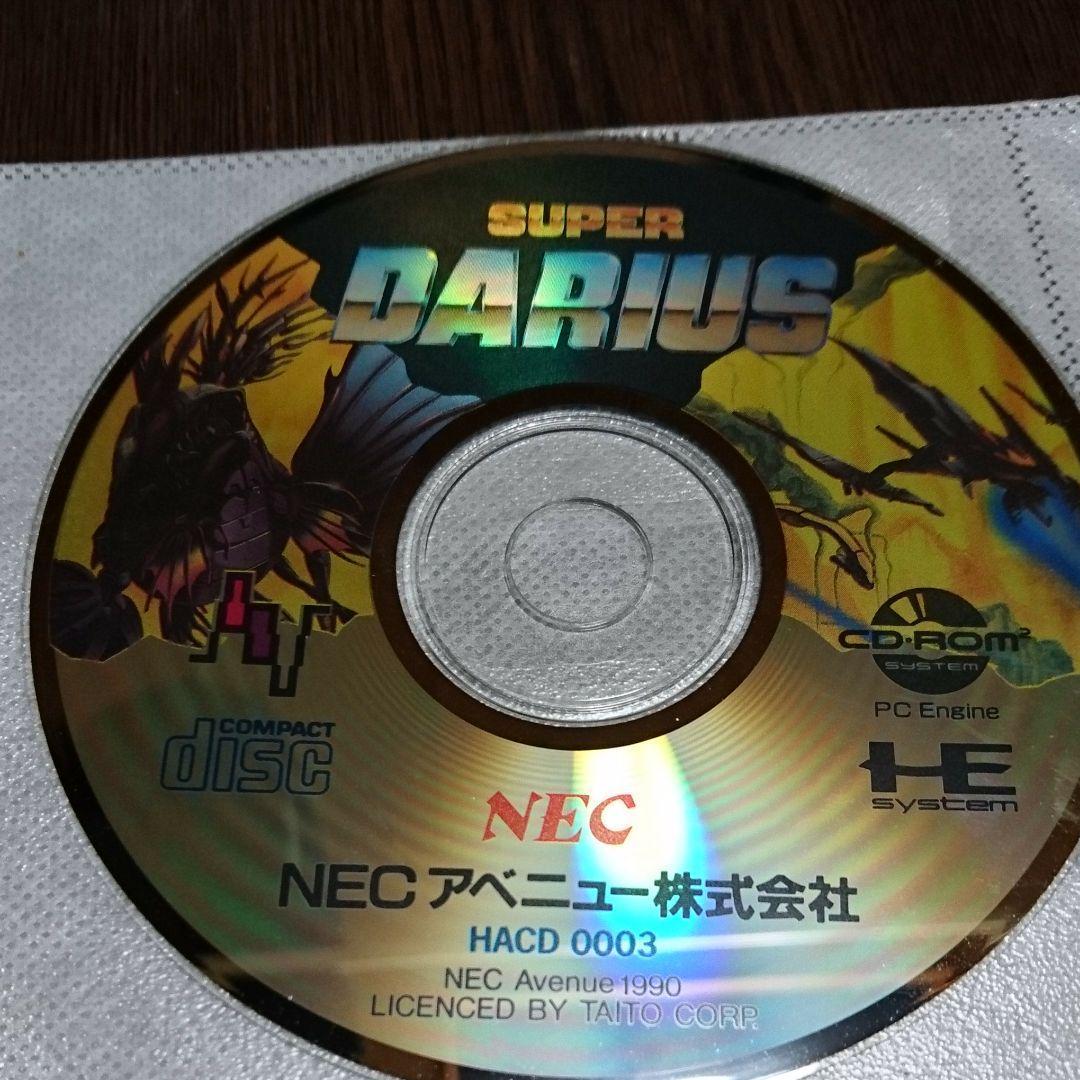 SUPER
DARIUS
CD·ROM²
SYSTEM
PC Engine
COMPACT
disc
HE
system
NEC
NECアベニュー株式会社
HACD 0003
NEC Avenue 1990
LICENCED BY TAITO CORP.